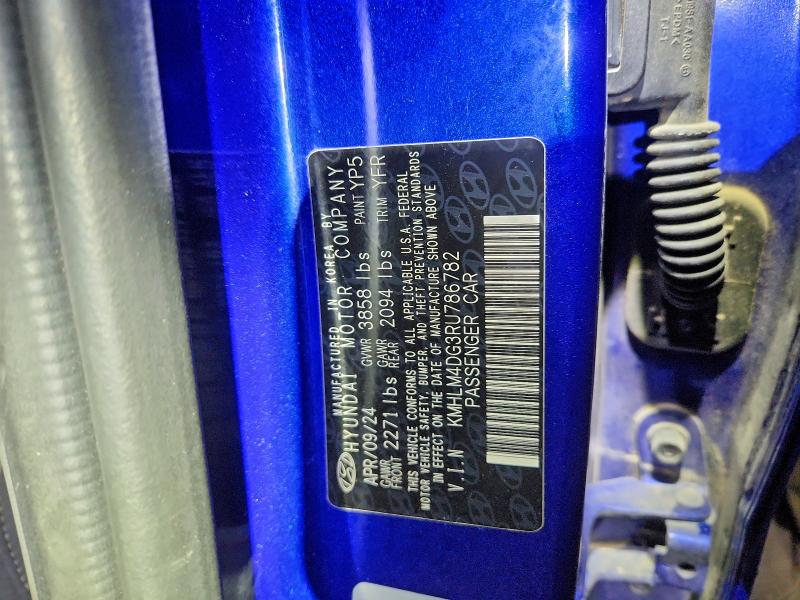 MANUFACTURED IN KOREA BY
HYUNDAI MOTOR COMPANY
APR/09/24 GVWR 3858 lbs PAINT YP5
GAWR FRONT 2271 lbs GAWR REAR 2094 lbs TRIM YFR
THIS VEHICLE CONFORMS TO ALL APPLICABLE U.S.A. FEDERAL
MOTOR VEHICLE SAFETY, BUMPER, AND THEFT PREVENTION STANDARDS
IN EFFECT ON THE DATE OF MANUFACTURE SHOWN ABOVE
V.I.N KMHLM4DG3RU786782
PASSENGER CAR